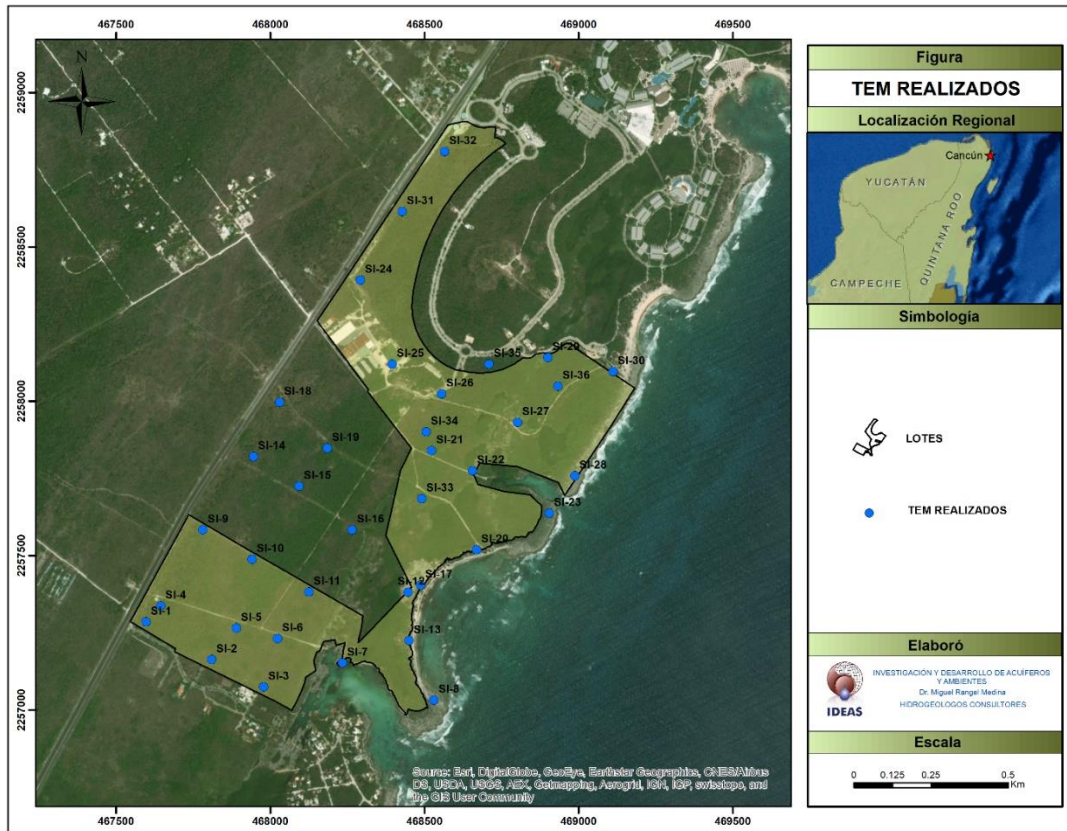 467500 468000 468500 469000 469500
2259000
2258500
2258000
2257500
2257000
N
SI-32
SI-31
SI-24
SI-25
SI-35
SI-29
SI-30
SI-26
SI-36
SI-18
SI-27
SI-34
SI-19
SI-21
SI-14
SI-22
SI-28
SI-15
SI-33
SI-23
SI-9
SI-16
SI-20
SI-10
SI-11
SI-12
SI-17
SI-4
SI-1
SI-5
SI-6
SI-13
SI-2
SI-7
SI-3
SI-8
Source: Esri, DigitalGlobe, GeoEye, Earthstar Geographics, CNES/Airbus
DS, USDA, USGS, AEX, Getmapping, Aerogrid, IGN, IGP, swisstopo, and
the GIS User Community
467500 468000 468500 469000 469500
Figura
TEM REALIZADOS
Localización Regional
Cancún
YUCATÁN
QUINTANA ROO
CAMPECHE
Simbología
LOTES
TEM REALIZADOS
Elaboró
IDEAS
INVESTIGACIÓN Y DESARROLLO DE ACUÍFEROS
Y AMBIENTES
Dr. Miguel Rangel Medina
HIDROGEOLOGOS CONSULTORES
Escala
0 0.125 0.25 0.5
Km